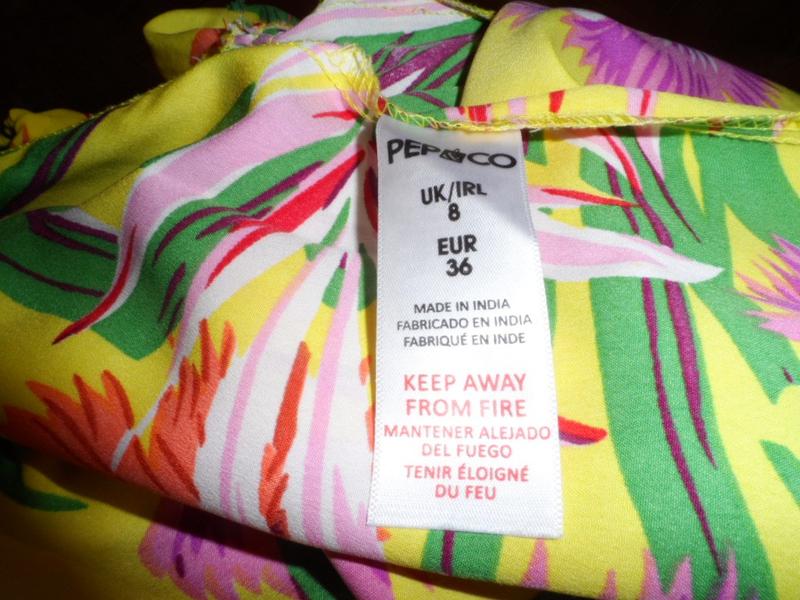 PEP&CO
UK/IRL
8
EUR
36
MADE IN INDIA
FABRICADO EN INDIA
FABRIQUÉ EN INDE
KEEP AWAY
FROM FIRE
MANTENER ALEJADO
DEL FUEGO
TENIR ÉLOIGNÉ
DU FEU